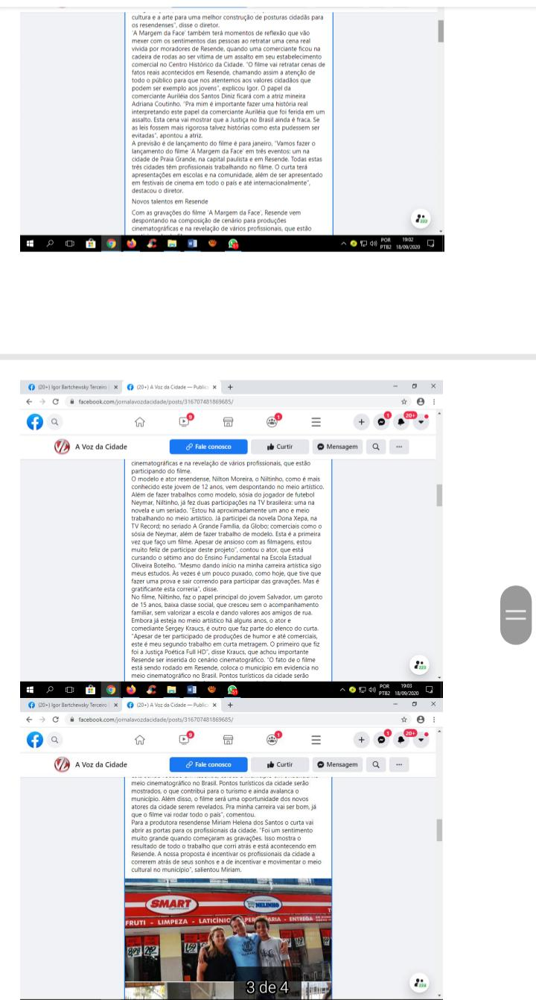 cultura e a arte para uma melhor construção de posturas cidadãs para
os resendenses", disse o diretor.
'A Margem da Face' também terá momentos de reflexão que vão
mexer com os sentimentos das pessoas ao retratar uma cena real
vivida por moradores de Resende, quando uma comerciante ficou na
cadeira de rodas ao ser vítima de um assalto em seu estabelecimento
comercial no Centro Histórico da Cidade. "O filme vai retratar cenas de
fatos reais acontecidos em Resende, chamando assim a atenção de
todo o público para que nos atentemos aos valores cidadãos que
podem ser exemplo aos jovens", explicou Igor. O papel da
comerciante Auriléia dos Santos Diniz ficará com a atriz mineira
Adriana Coutinho. "Pra mim é importante fazer uma história real
interpretando este papel da comerciante Auriléia que foi ferida em um
assalto. Esta cena vai mostrar que a Justiça no Brasil ainda é fraca. Se
as leis fossem mais rigorosa talvez histórias como esta pudessem ser
evitadas", apontou a atriz.
A previsão é de lançamento do filme é para janeiro, "Vamos fazer o
lançamento do filme 'A Margem da Face' em três eventos: um na
cidade de Praia Grande, na capital paulista e em Resende. Todas estas
três cidades têm profissionais trabalhando no filme. O curta terá
apresentações em escolas e na comunidade, além de ser apresentado
em festivais de cinema em todo o país e até internacionalmente",
destacou o diretor.
Novos talentos em Resende
Com as gravações do filme 'A Margem da Face', Resende vem
despontando na composição de cenário para produções
cinematográficas e na revelação de vários profissionais, que estão
222
POR 19:02
PTB2 18/09/2020
(20+) Igor Bartchewsky Terceiro | × (20+) A Voz da Cidade — Public × +
facebook.com/jornalavozdacidade/posts/316707481869685/
9 1 1 20+
A Voz da Cidade Fale conosco Curtir Mensagem
cinematográficas e na revelação de vários profissionais, que estão
participando do filme.
O modelo e ator resendense, Nilton Moreira, o Niltinho, como é mais
conhecido este jovem de 12 anos, vem despontando no meio artístico.
Além de fazer trabalhos como modelo, sósia do jogador de futebol
Neymar, Niltinho, já fez duas participações na TV brasileira: uma na
novela e um seriado. "Estou há aproximadamente um ano e meio
trabalhando no meio artístico. Já participei da novela Dona Xepa, na
TV Record; no seriado A Grande Família, da Globo; comerciais como o
sósia de Neymar, além de fazer trabalho de modelo. Esta é a primeira
vez que faço um filme. Apesar de ansioso com as filmagens, estou
muito feliz de participar deste projeto", contou o ator, que está
cursando o sétimo ano do Ensino Fundamental na Escola Estadual
Oliveira Botelho. "Mesmo dando início na minha carreira artística sigo
meus estudos. Às vezes é um pouco puxado, como hoje, que tive que
fazer uma prova e sair correndo para participar das gravações. Mas é
gratificante esta correria", disse.
No filme, Niltinho, faz o papel principal do jovem Salvador, um garoto
de 15 anos, baixa classe social, que cresceu sem o acompanhamento
familiar, sem valorizar a escola e dando valores aos amigos de rua.
Embora já esteja no meio artístico há alguns anos, o ator e
comediante Sergey Kraucs, é outro que faz parte do elenco do curta.
"Apesar de ter participado de produções de humor e até comerciais,
este é meu segundo trabalho em curta metragem. O primeiro que fiz
foi a Justiça Poética Full HD", disse Kraucs, que achou importante
Resende ser inserida do cenário cinematográfico. "O fato de o filme
está sendo rodado em Resende, coloca o município em evidencia no
meio cinematográfico no Brasil. Pontos turísticos da cidade serão
223
POR 19:03
PTB2 18/09/2020
(20+) Igor Bartchewsky Terceiro | × (20+) A Voz da Cidade — Public × +
facebook.com/jornalavozdacidade/posts/316707481869685/
9 1 1 20+
A Voz da Cidade Fale conosco Curtir Mensagem
meio cinematográfico no Brasil. Pontos turísticos da cidade serão
mostrados, o que contribui para o turismo e ainda avalanca o
município. Além disso, o filme será uma oportunidade dos novos
atores da cidade serem revelados. Pra minha carreira vai ser bom, já
que o filme vai rodar todo o país", comentou.
Para a produtora resendense Miriam Helena dos Santos o curta vai
abrir as portas para os profissionais da cidade. "Foi um sentimento
muito grande quando começaram as gravações. Isso mostra o
resultado de todo o trabalho que corri atrás e está acontecendo em
Resende. A nossa proposta é incentivar os profissionais da cidade a
correrem atrás de seus sonhos e a de incentivar e movimentar o meio
cultural no município", salientou Miriam.
SMART NELINHO
FRUTI - LIMPEZA - LATICÍNIO ENTREGA
3 de 4
224